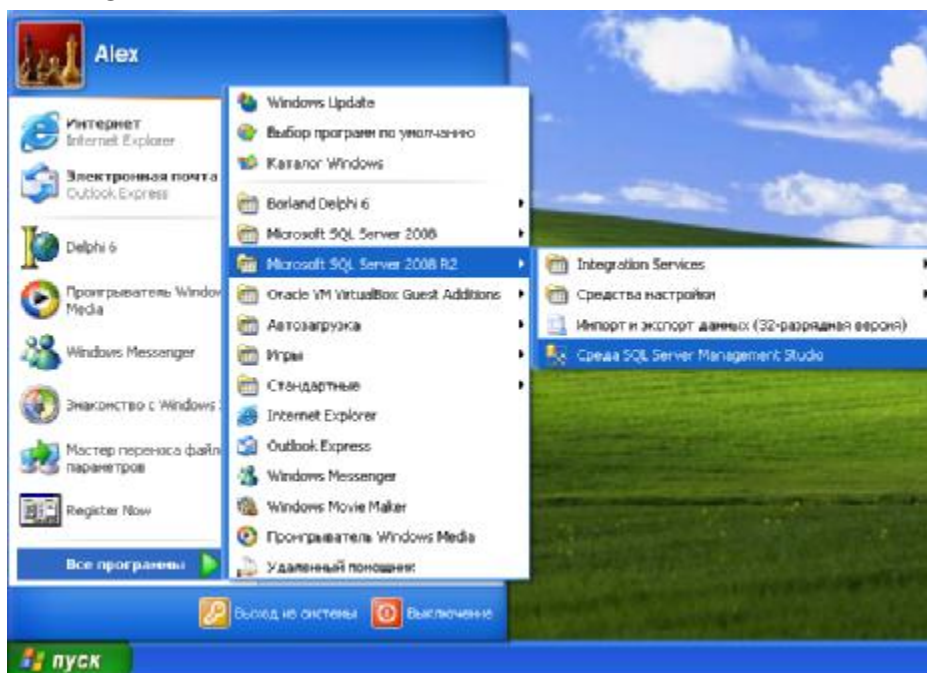 Alex
Интернет
Internet Explorer
Электронная почта
Outlook Express
Delphi 6
Проигрыватель Window
Media
Windows Messenger
Знакомство с Windows
Мастер переноса файл
параметров
Register Now
Все программы
Windows Update
Выбор программ по умолчанию
Каталог Windows
Borland Delphi 6
Microsoft SQL Server 2008
Microsoft SQL Server 2008 R2
Oracle VM VirtualBox Guest Additions
Автозагрузка
Игры
Стандартные
Internet Explorer
Outlook Express
Windows Messenger
Windows Movie Maker
Проигрыватель Windows Media
Удаленный помощник
Integration Services
Средства настройки
Импорт и экспорт данных (32-разрядная версия)
Среда SQL Server Management Studio
Выход из системы
Выключение
пуск